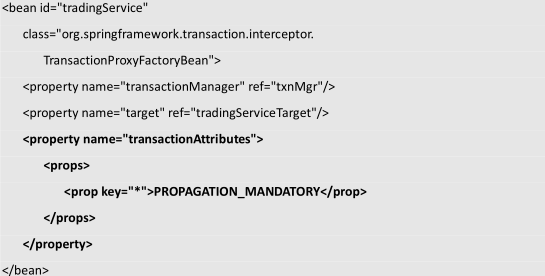 <bean id="tradingService"
class="org.springframework.transaction.interceptor.
TransactionProxyFactoryBean">
<property name="transactionManager" ref="txnMgr"/>
<property name="target" ref="tradingServiceTarget"/>
<property name="transactionAttributes">
<props>
<prop key="*">PROPAGATION_MANDATORY</prop>
</props>
</property>
</bean>